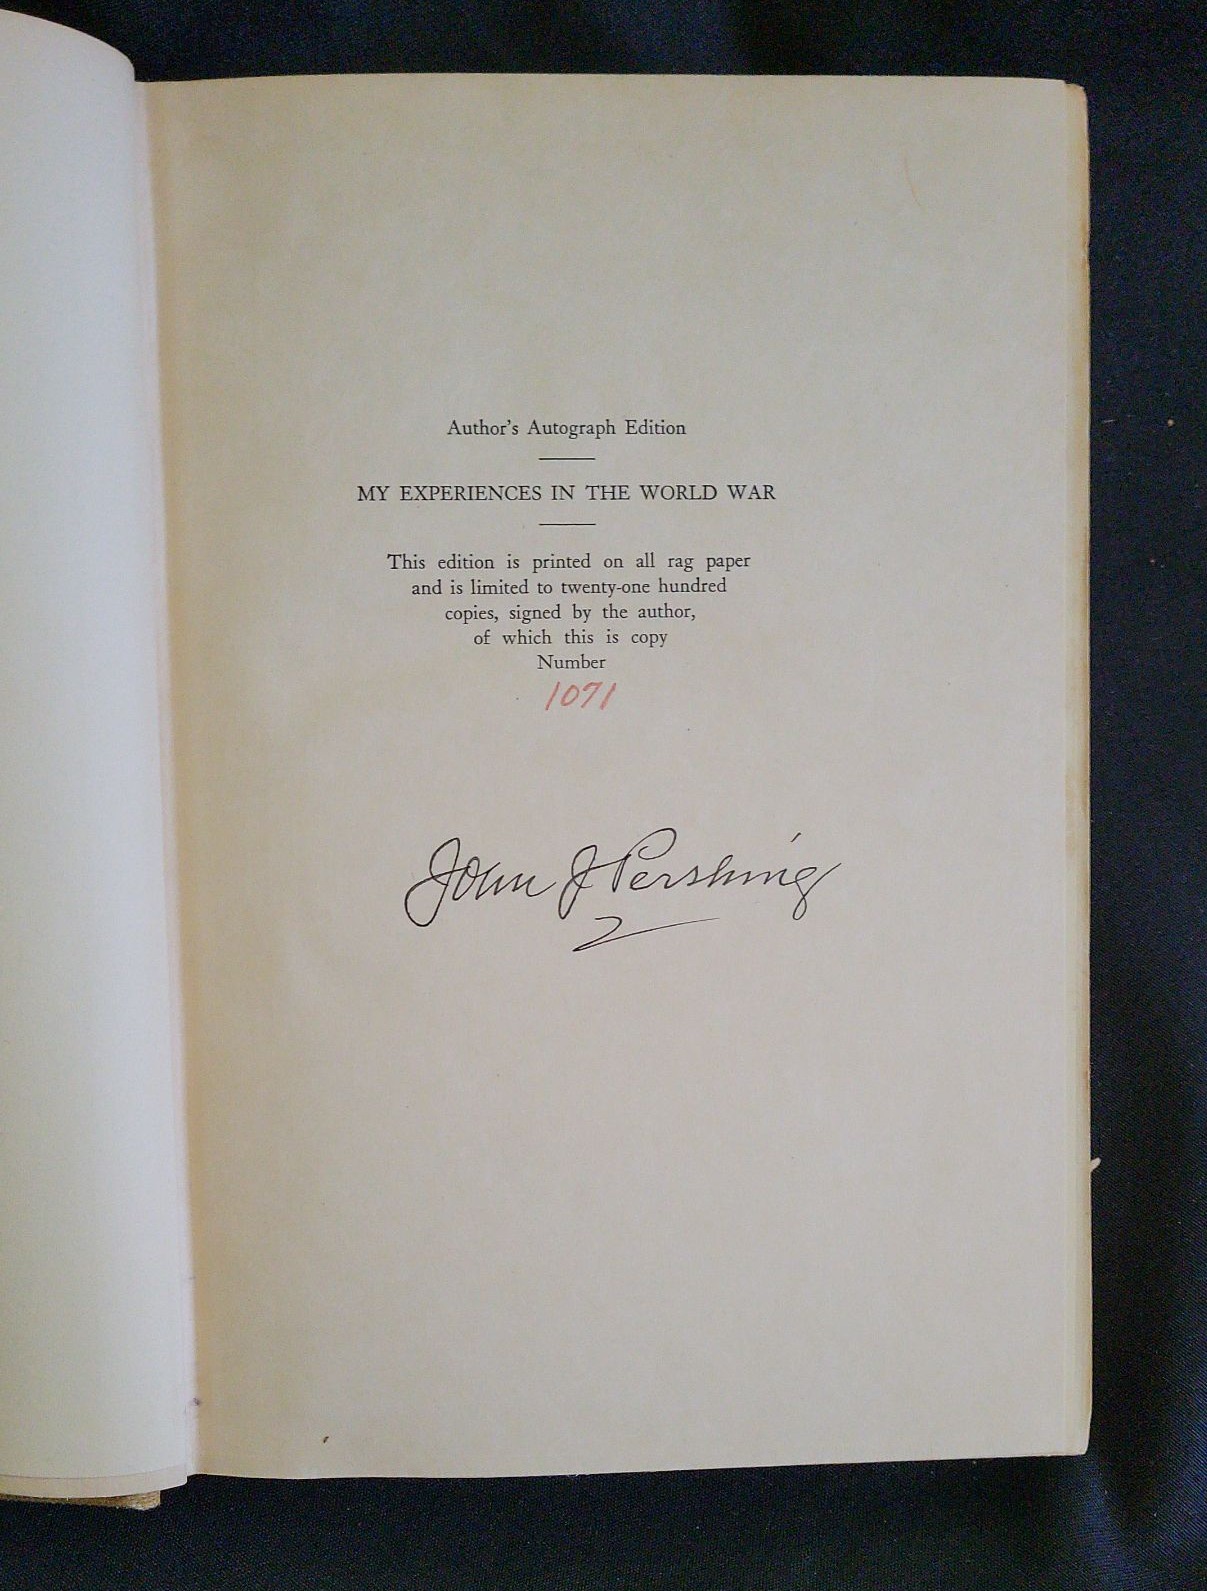 Author's Autograph Edition
MY EXPERIENCES IN THE WORLD WAR
This edition is printed on all rag paper
and is limited to twenty-one hundred
copies, signed by the author,
of which this is copy
Number
1071
John J Pershing